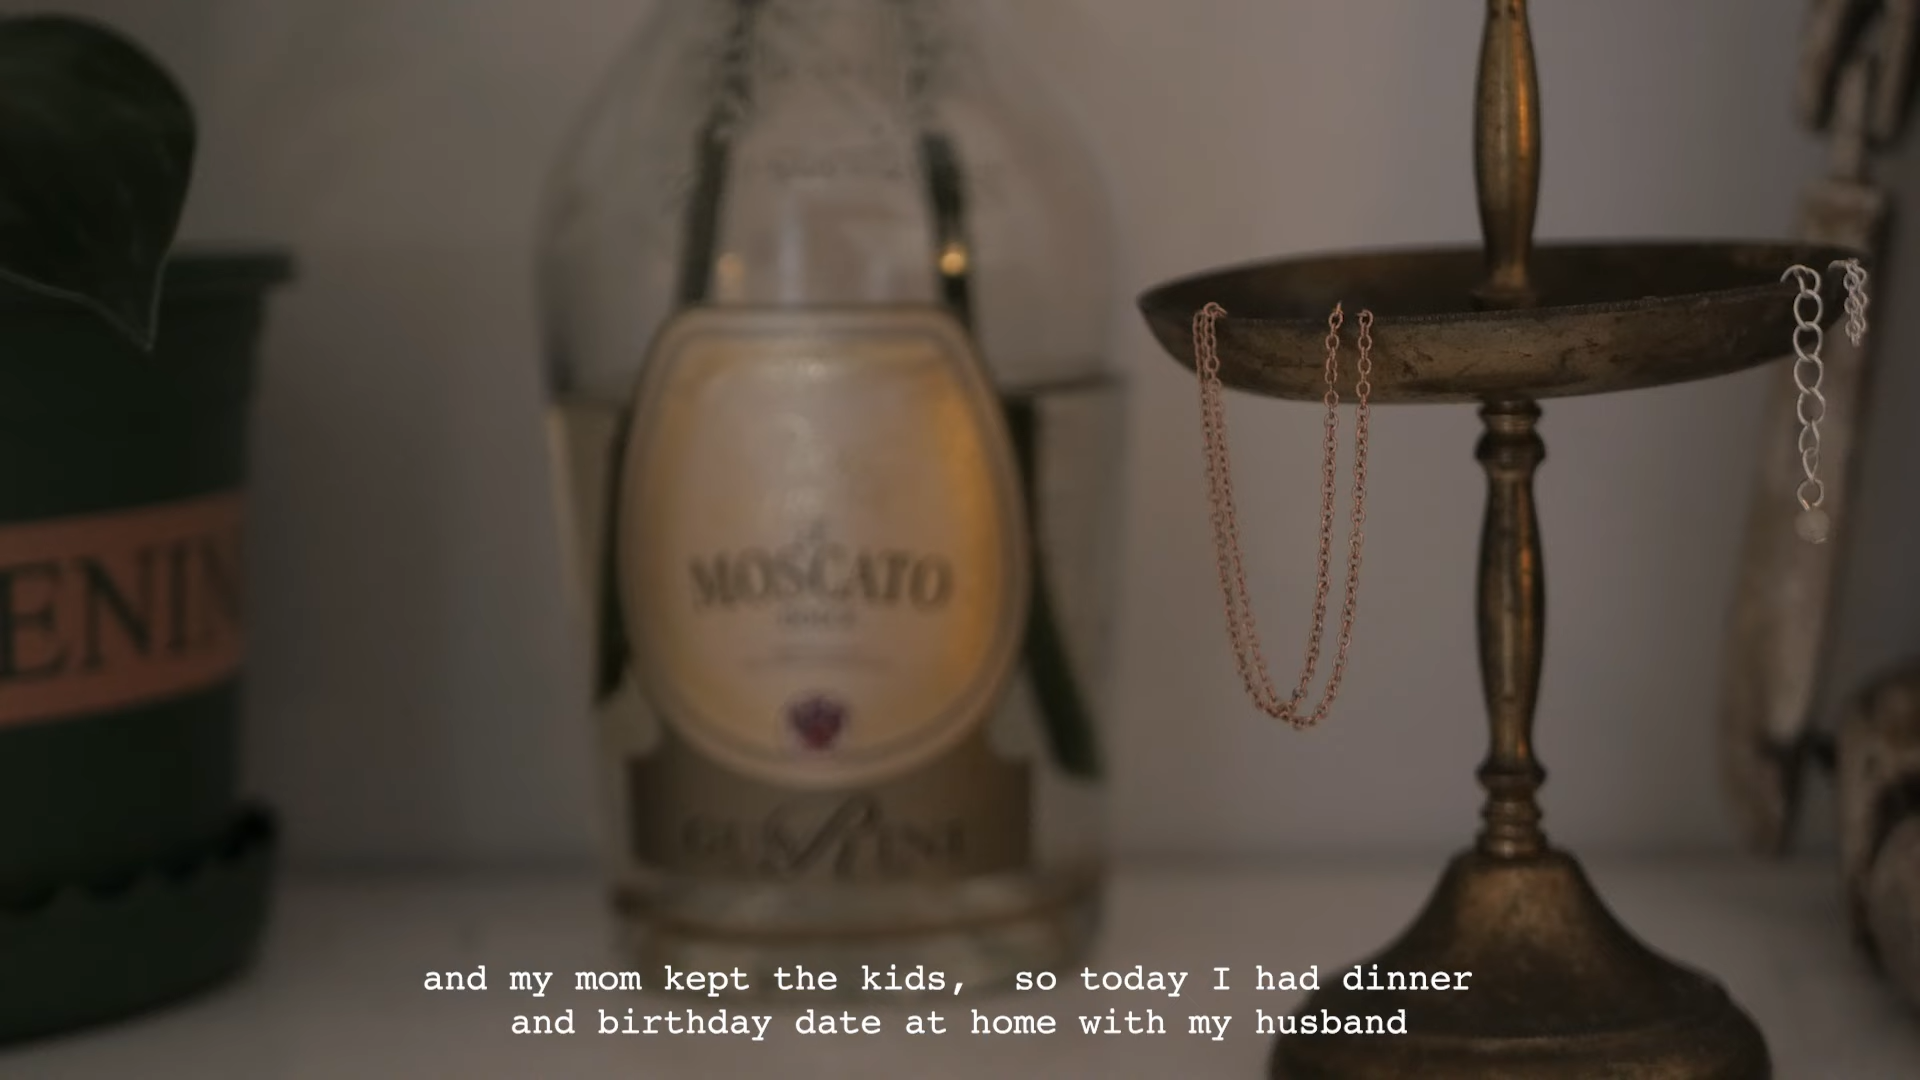 ENIN
MOSCATO
and my mom kept the kids,  so today I had dinner
and birthday date at home with my husband